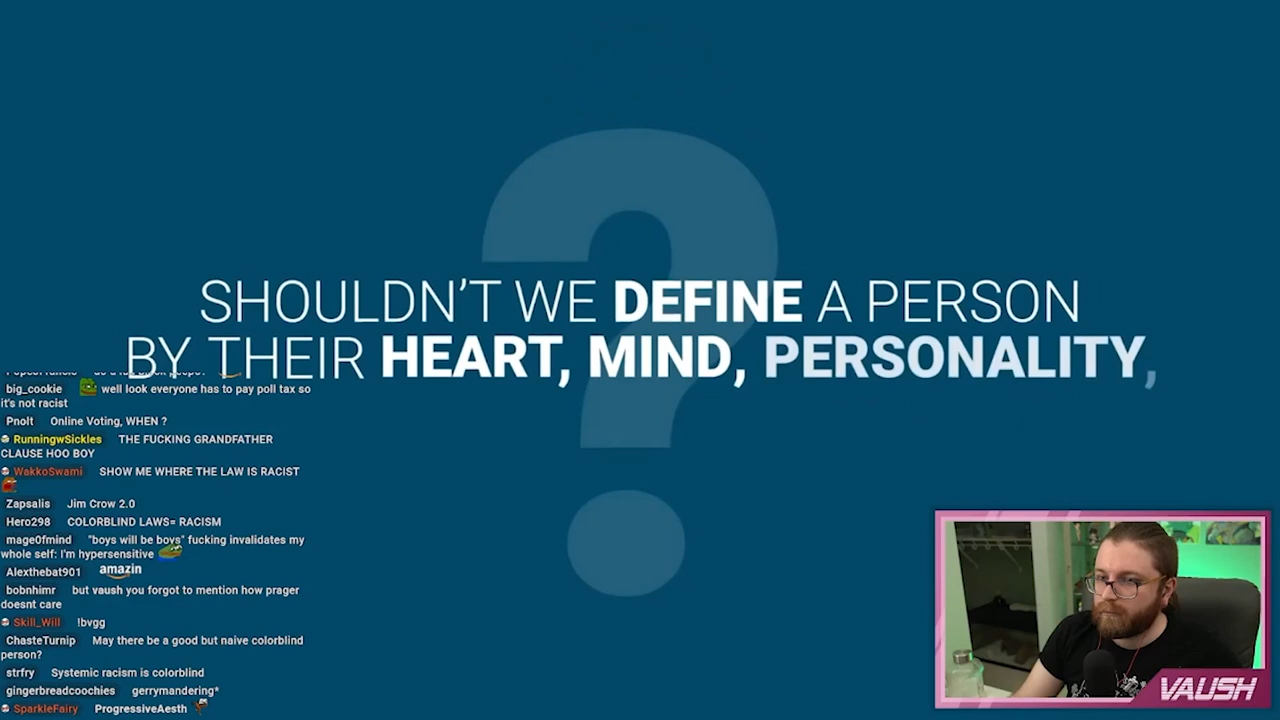 SHOULDN'T WE DEFINE A PERSON
BY THEIR HEART, MIND, PERSONALITY,
big_cookie well look everyone has to pay poll tax so
it's not racist
Pnolt Online Voting, WHEN ?
RunningwSickles THE FUCKING GRANDFATHER
CLAUSE HOO BOY
WakkoSwami SHOW ME WHERE THE LAW IS RACIST
Zapsalis Jim Crow 2.0
Hero298 COLORBLIND LAWS= RACISM
mage0fmind "boys will be boys" fucking invalidates my
whole self: I'm hypersensitive
Alexthebat901 amazin
bobnhimr but vaush you forgot to mention how prager
doesnt care
Skill_Will !bvgg
ChasteTurnip May there be a good but naive colorblind
person?
strfry Systemic racism is colorblind
gingerbreadcoochies gerrymandering*
SparkleFairy ProgressiveAesth
VAUSH